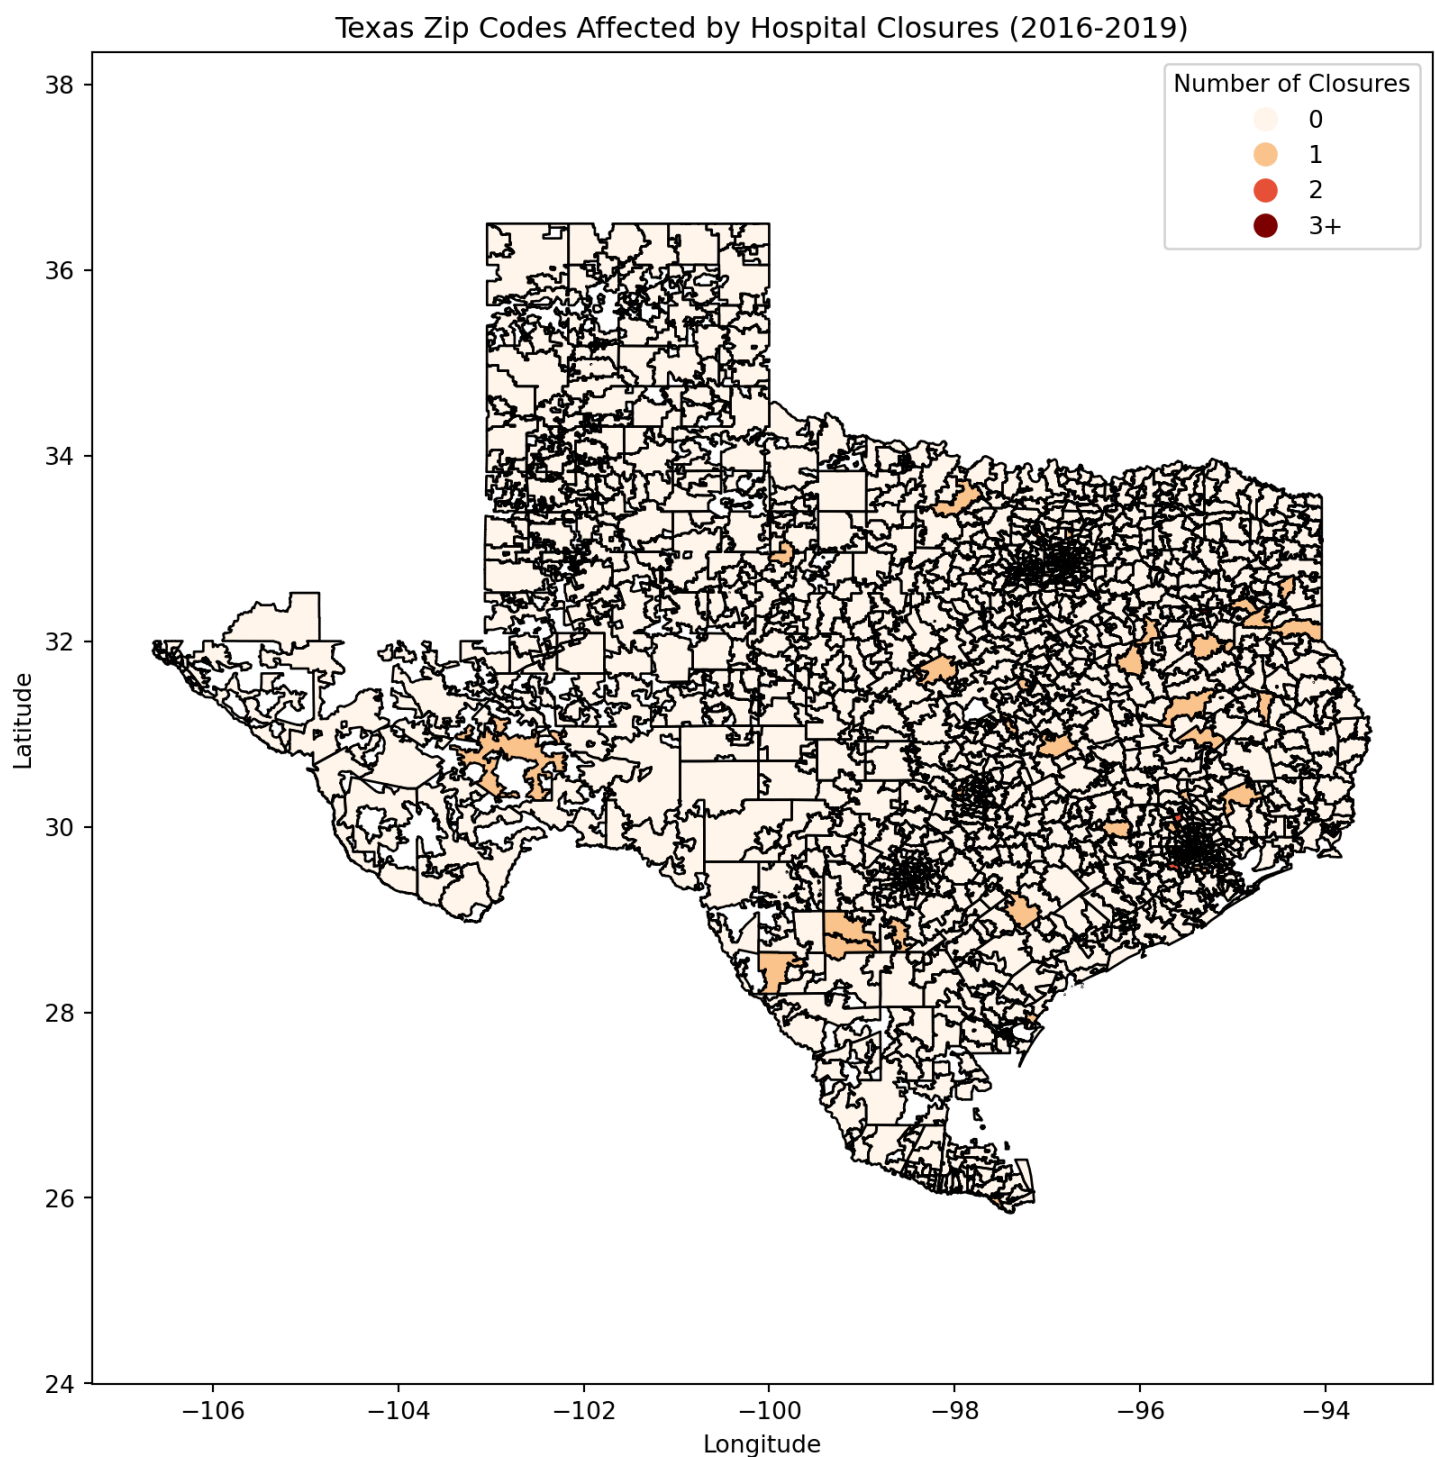 Texas Zip Codes Affected by Hospital Closures (2016-2019)
Number of Closures
0
1
2
3+
38
36
34
32
30
28
26
24
Latitude
−106 −104 −102 −100 −98 −96 −94
Longitude